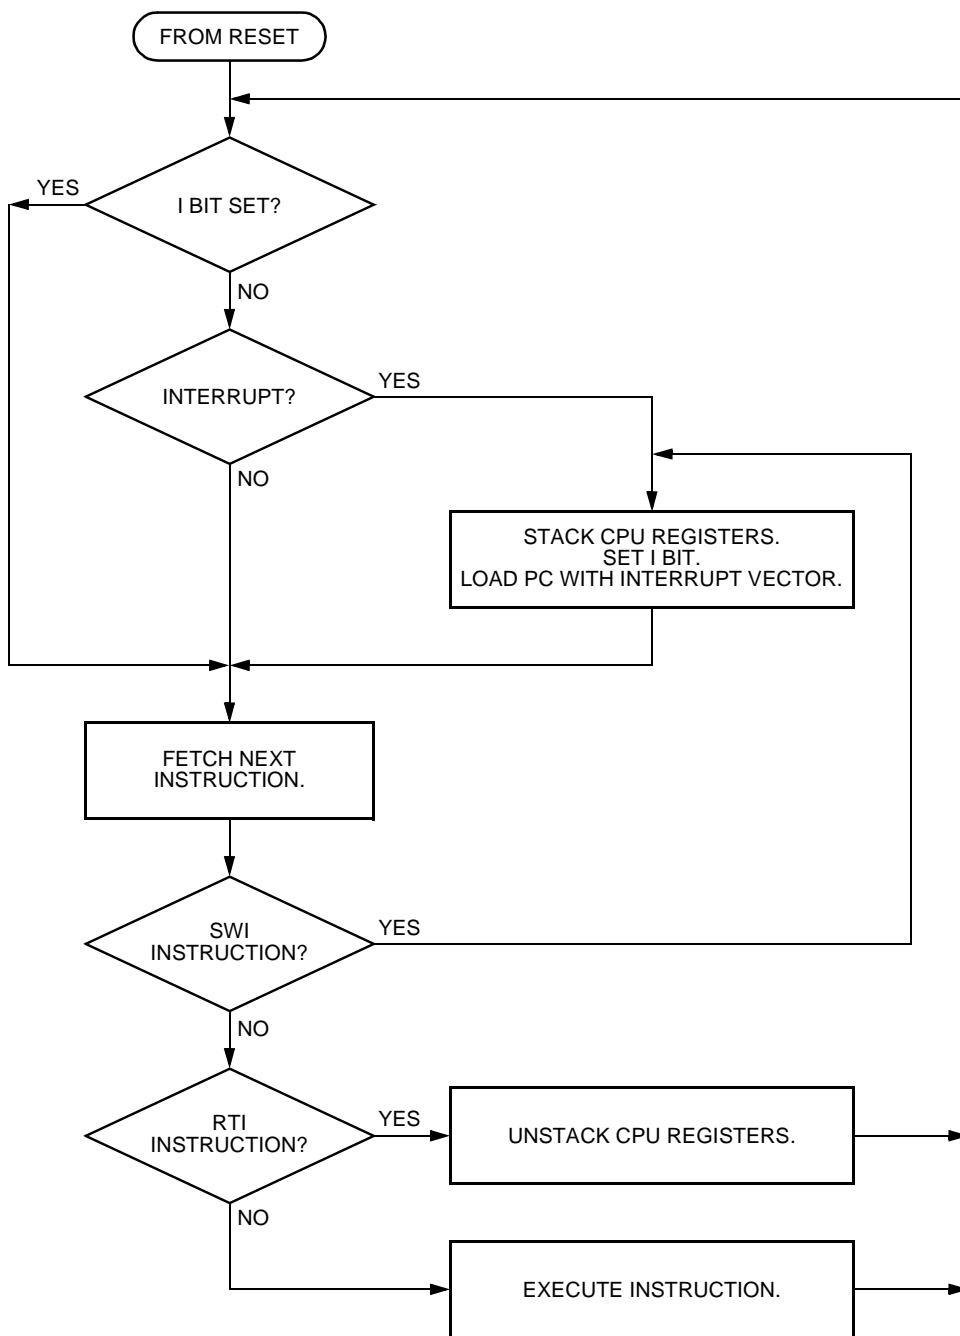 FROM RESET
YES
I BIT SET?
NO
INTERRUPT?
YES
NO
STACK CPU REGISTERS.
SET I BIT.
LOAD PC WITH INTERRUPT VECTOR.
FETCH NEXT
INSTRUCTION.
SWI
INSTRUCTION?
YES
NO
RTI
INSTRUCTION?
YES
UNSTACK CPU REGISTERS.
NO
EXECUTE INSTRUCTION.